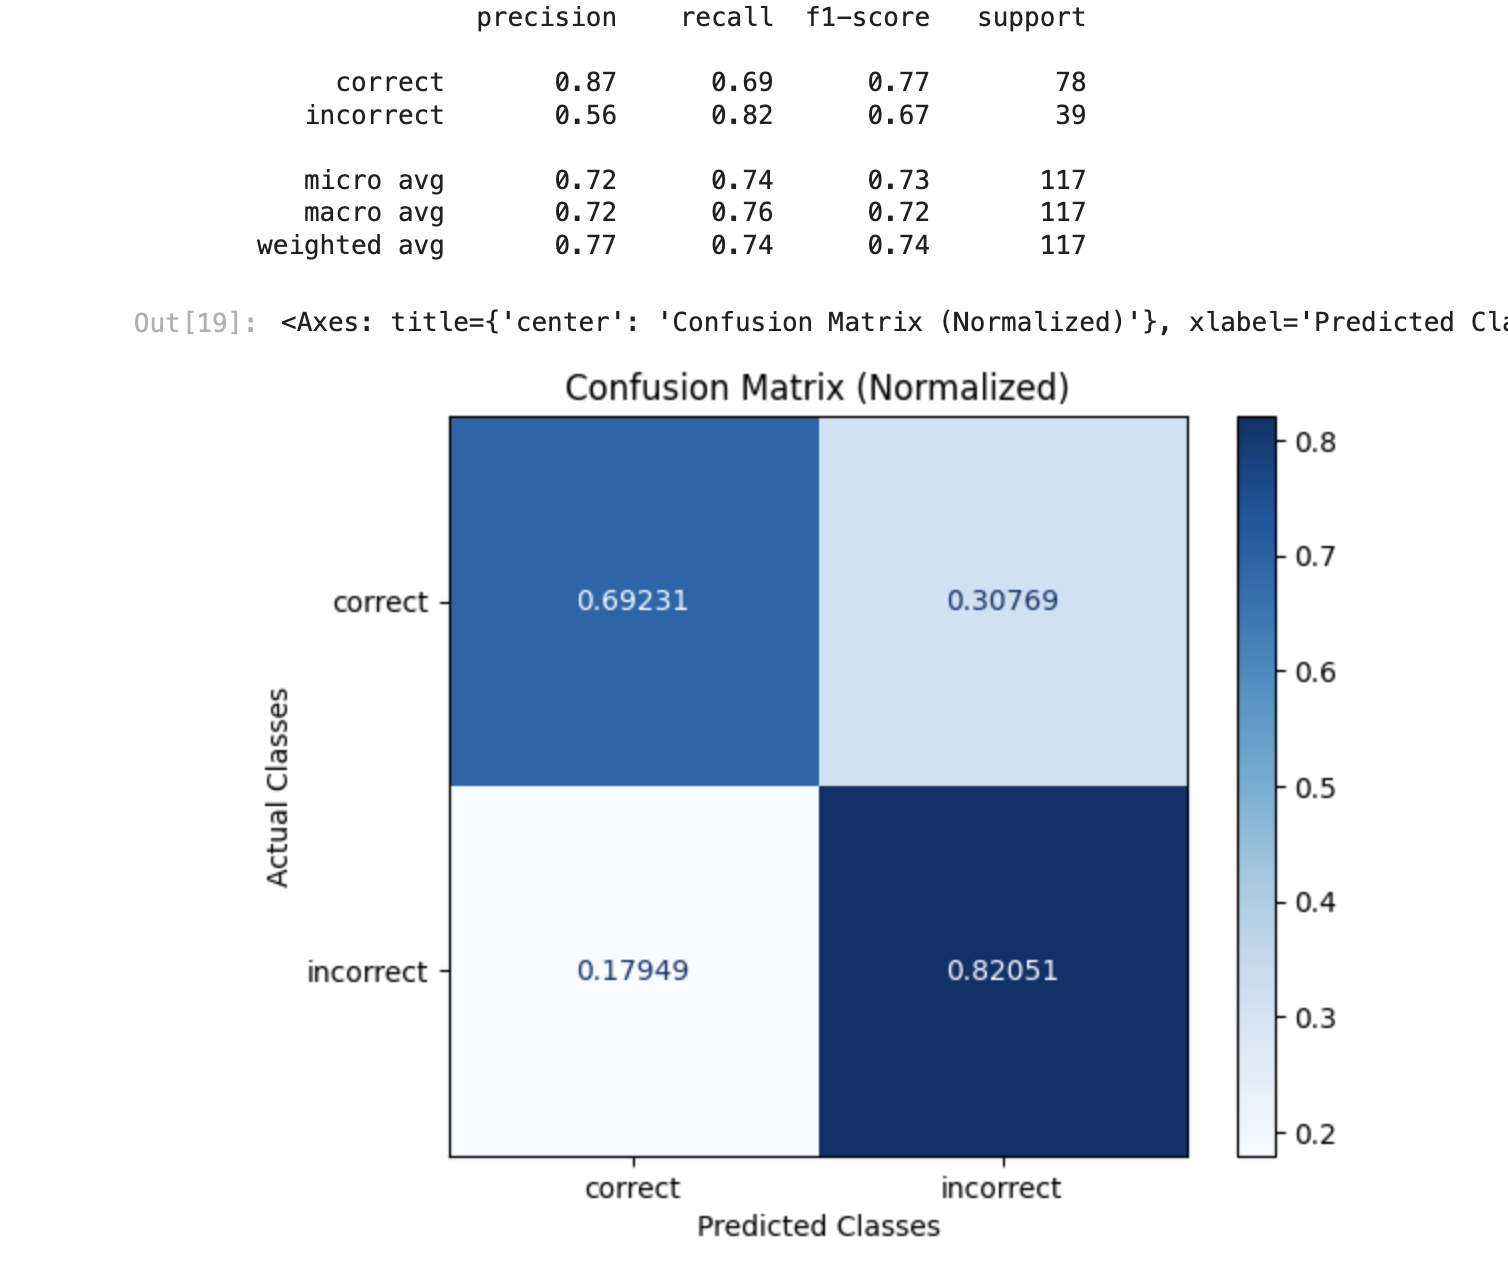 precision recall f1-score support
correct 0.87 0.69 0.77 78
incorrect 0.56 0.82 0.67 39
micro avg 0.72 0.74 0.73 117
macro avg 0.72 0.76 0.72 117
weighted avg 0.77 0.74 0.74 117
Out[19]: <Axes: title={'center': 'Confusion Matrix (Normalized)'}, xlabel='Predicted Cla
Confusion Matrix (Normalized)
Actual Classes
correct
0.69231 0.30769
incorrect
0.17949 0.82051
correct incorrect
Predicted Classes
0.8
0.7
0.6
0.5
0.4
0.3
0.2